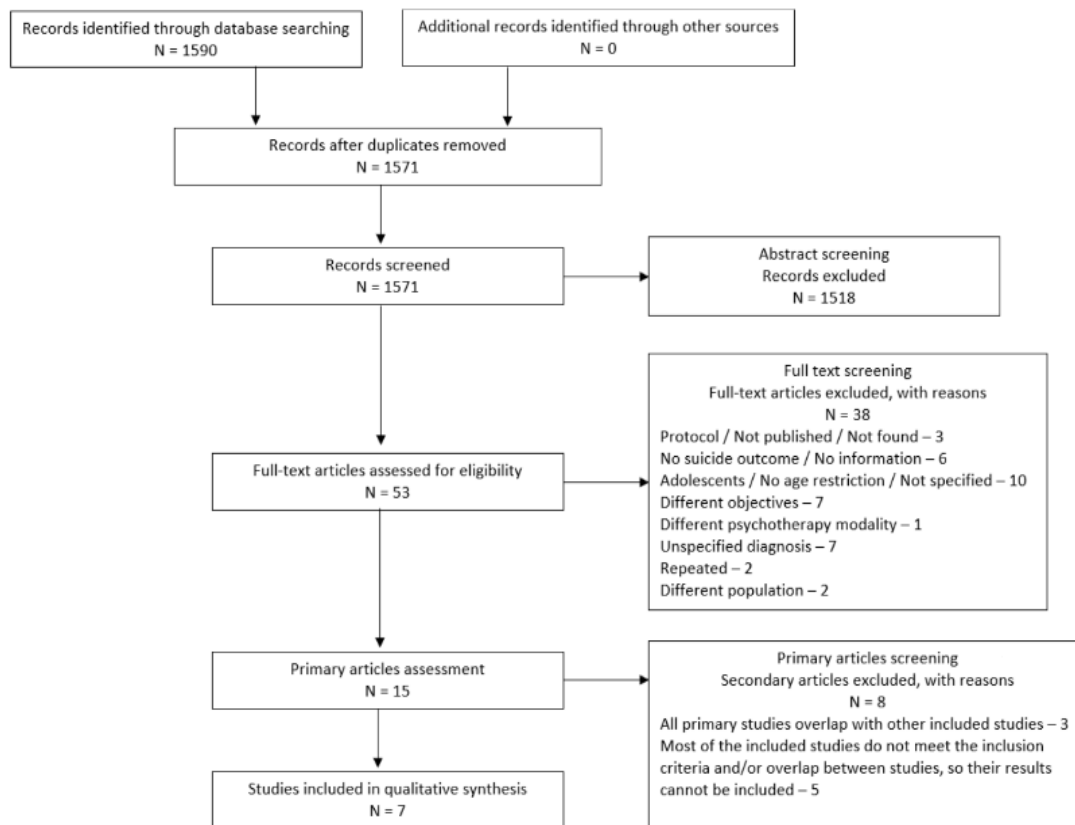 Records identified through database searching
N = 1590
Additional records identified through other sources
N = 0
Records after duplicates removed
N = 1571
Records screened
N = 1571
Abstract screening
Records excluded
N = 1518
Full text screening
Full-text articles excluded, with reasons
N = 38
Protocol / Not published / Not found – 3
No suicide outcome / No information – 6
Adolescents / No age restriction / Not specified – 10
Different objectives – 7
Different psychotherapy modality – 1
Unspecified diagnosis – 7
Repeated – 2
Different population – 2
Full-text articles assessed for eligibility
N = 53
Primary articles assessment
N = 15
Primary articles screening
Secondary articles excluded, with reasons
N = 8
All primary studies overlap with other included studies – 3
Most of the included studies do not meet the inclusion
criteria and/or overlap between studies, so their results
cannot be included – 5
Studies included in qualitative synthesis
N = 7